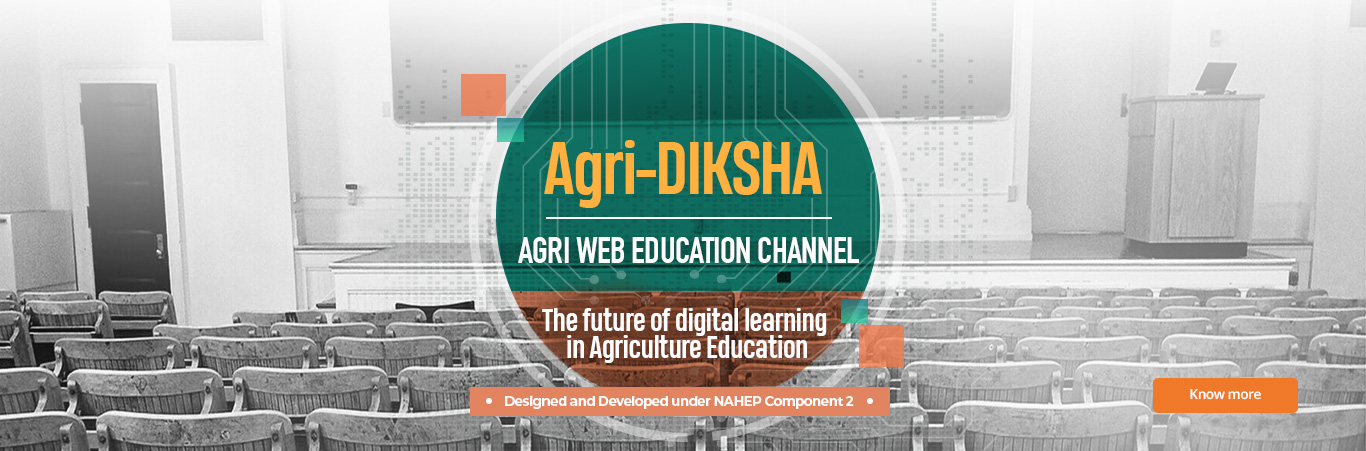 Agri-DIKSHA
AGRI WEB EDUCATION CHANNEL
The future of digital learning
in Agriculture Education
• Designed and Developed under NAHEP Component 2 •
Know more